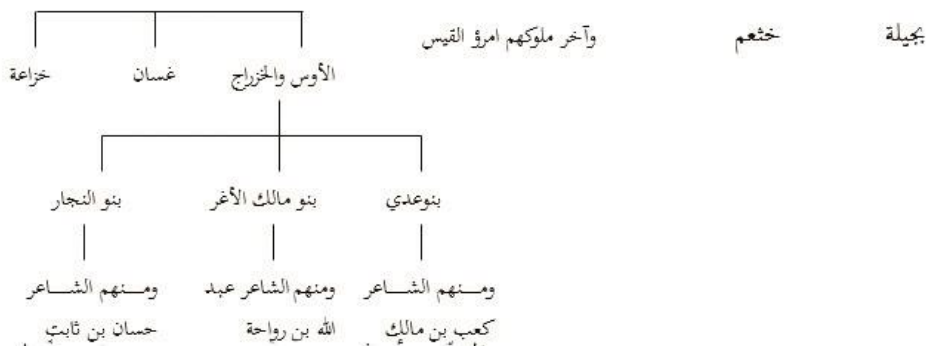 بجيلة
خثعم
وآخر ملوكهم امرؤ القيس
الأوس والخزراج
غسان
خزاعة
بنوعدي
بنو مالك الأغر
بنو النجار
ومنهم الشاعر
كعب بن مالك
ومنهم الشاعر عبد
الله بن رواحة
ومنهم الشاعر
حسان بن ثابت